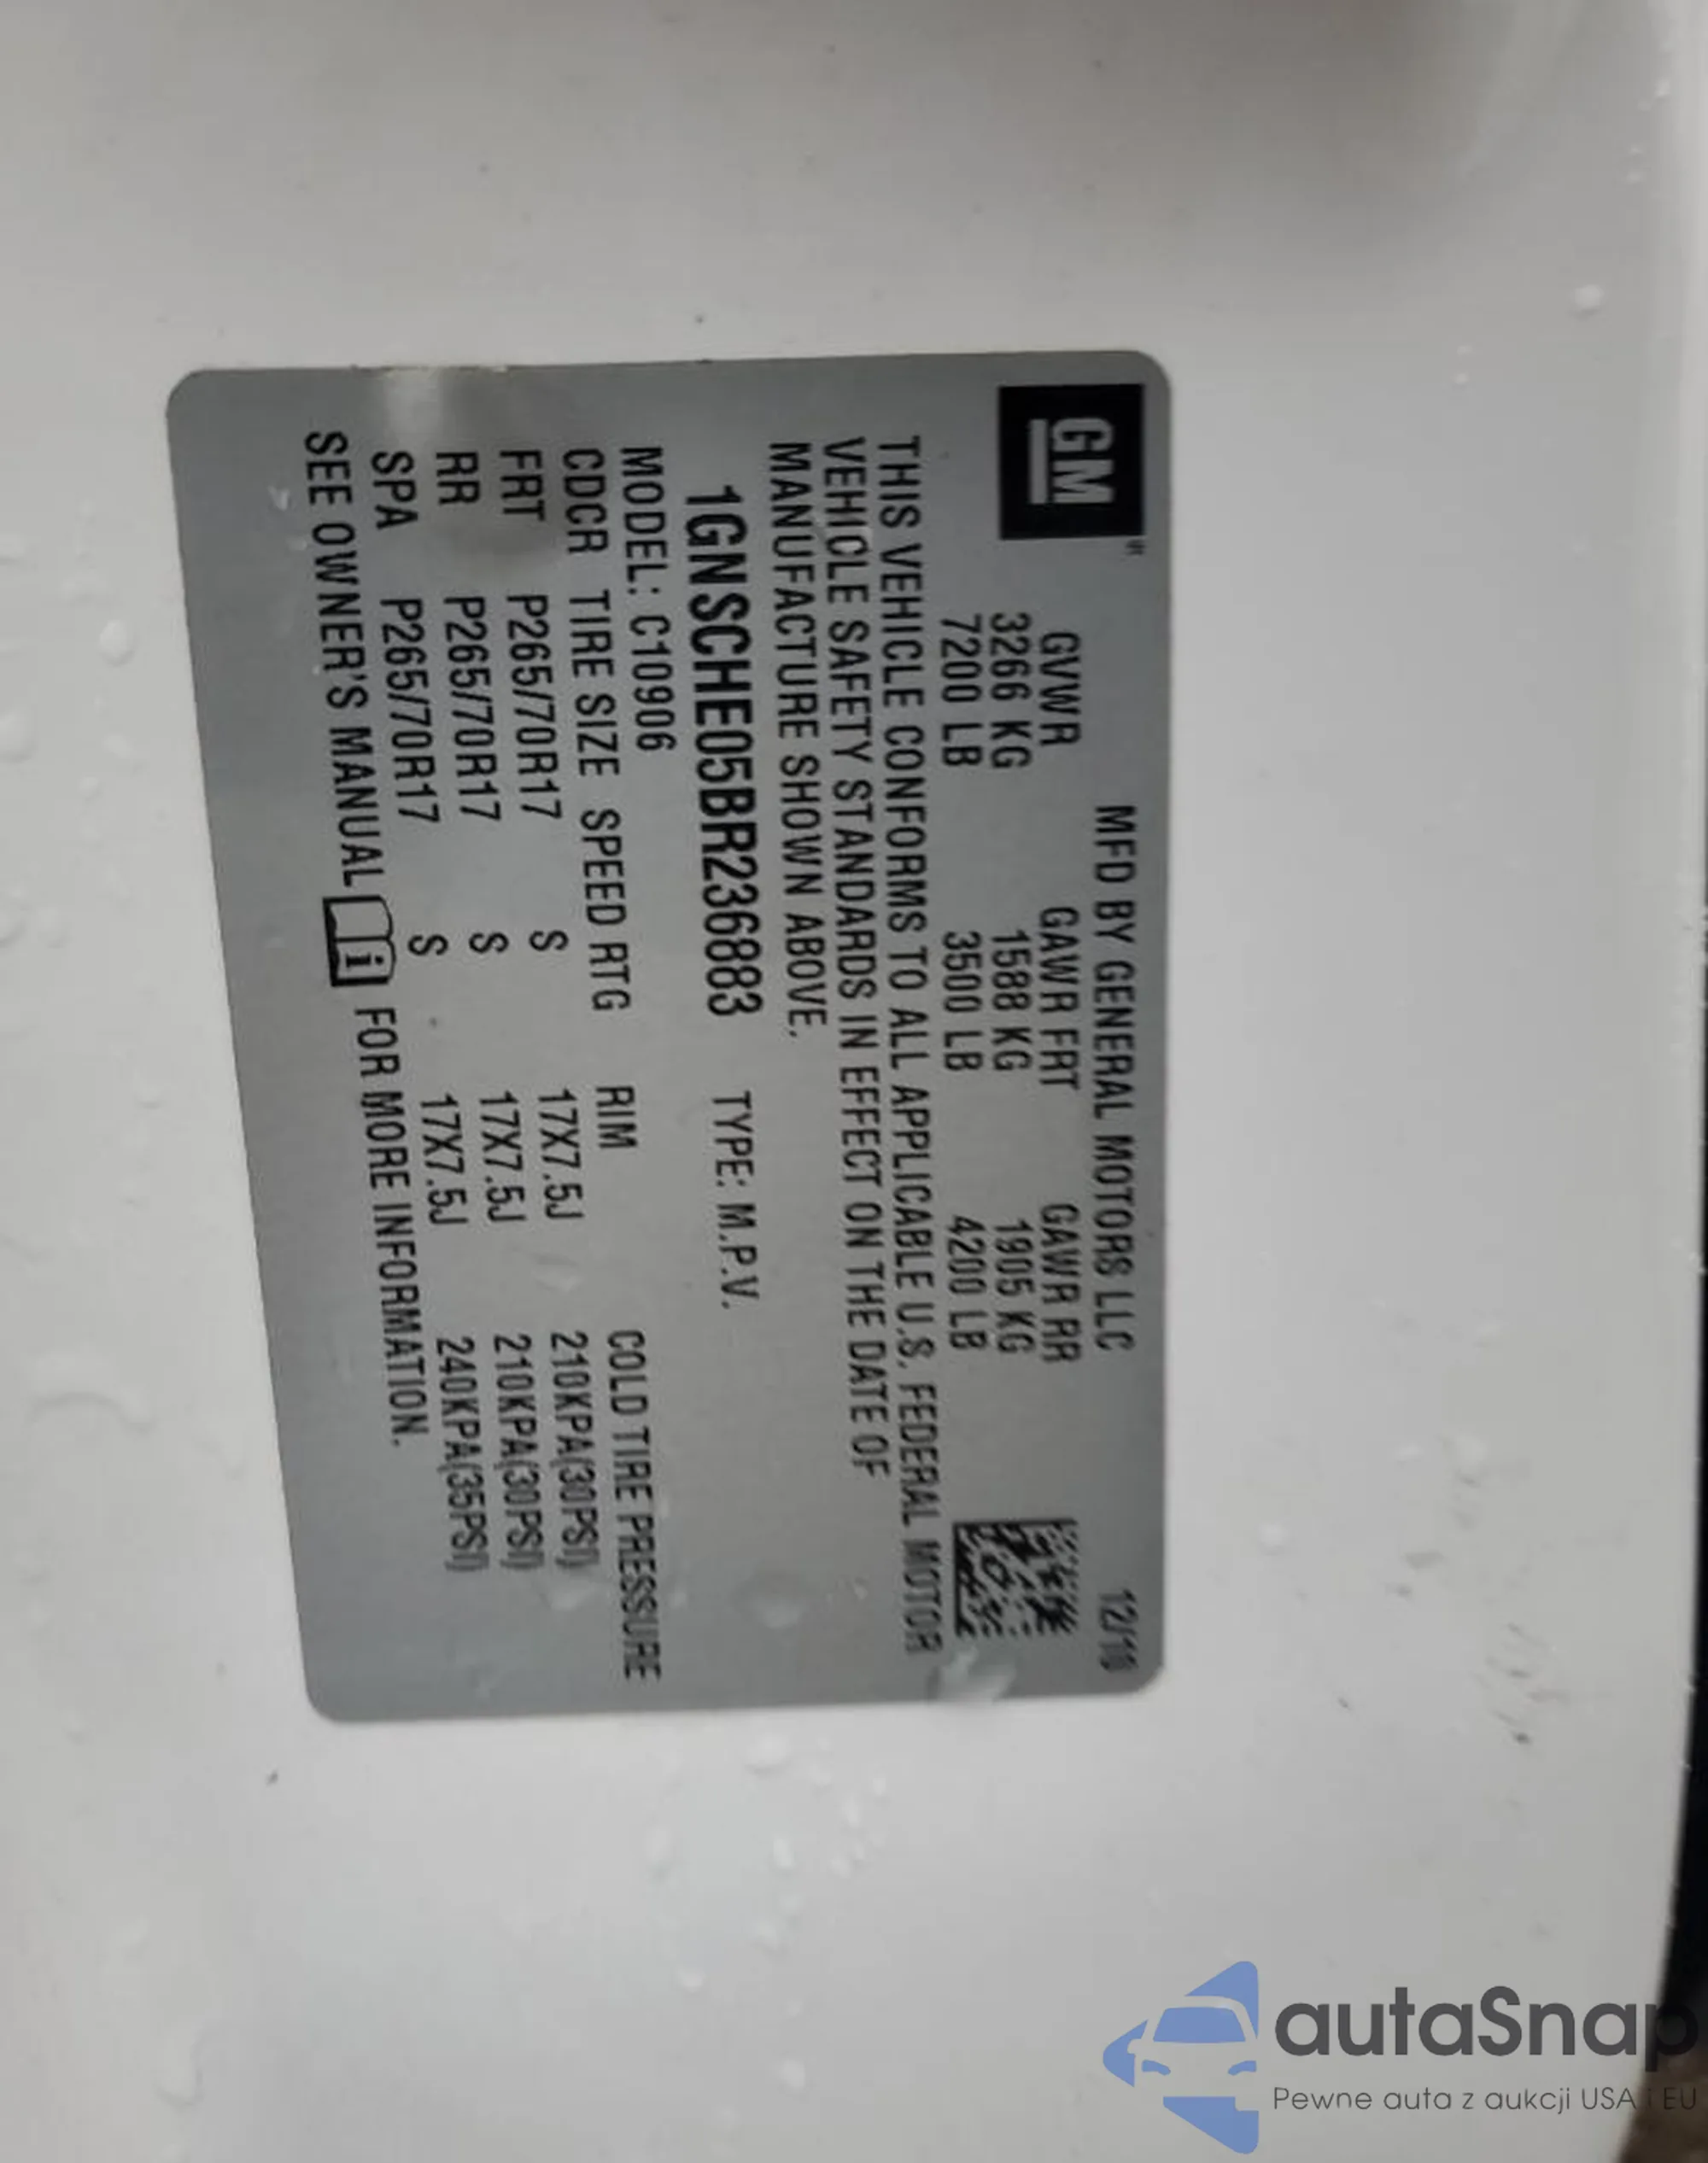 GM
MFD BY GENERAL MOTORS LLC 12/10
GVWR GAWR FRT GAWR RR
3266 KG 1588 KG 1905 KG
7200 LB 3500 LB 4200 LB
THIS VEHICLE CONFORMS TO ALL APPLICABLE U.S. FEDERAL MOTOR
VEHICLE SAFETY STANDARDS IN EFFECT ON THE DATE OF
MANUFACTURE SHOWN ABOVE.
1GNSCHE05BR236883 TYPE: M.P.V.
MODEL: C10906
CDCR TIRE SIZE SPEED RTG RIM COLD TIRE PRESSURE
FRT P265/70R17 S 17X7.5J 210KPA(30PSI)
RR P265/70R17 S 17X7.5J 210KPA(30PSI)
SPA P265/70R17 S 17X7.5J 240KPA(35PSI)
SEE OWNER'S MANUAL i FOR MORE INFORMATION.
autaSnap
Pewne auta z aukcji USA i EU